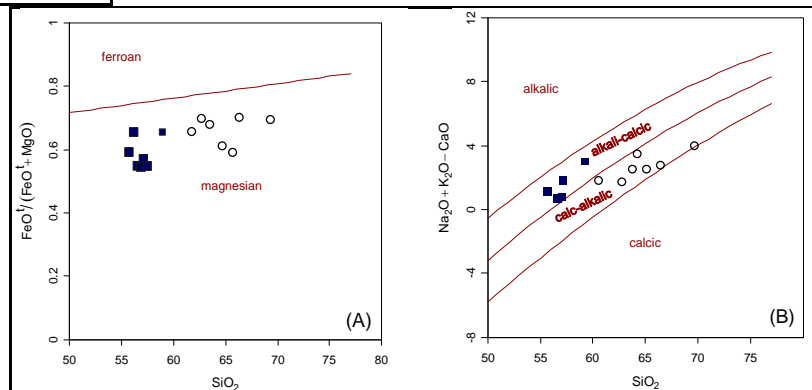 1
0.8
0.6
0.4
0.2
0
FeOᵗ/ (FeOᵗ+MgO)
ferroan
magnesian
(A)
50 55 60 65 70 75 80
SiO₂
12
8
4
0
-4
-8
Na₂O + K₂O – CaO
alkalic
alkali-calcic
calc-alkalic
calcic
(B)
50 55 60 65 70 75
SiO₂